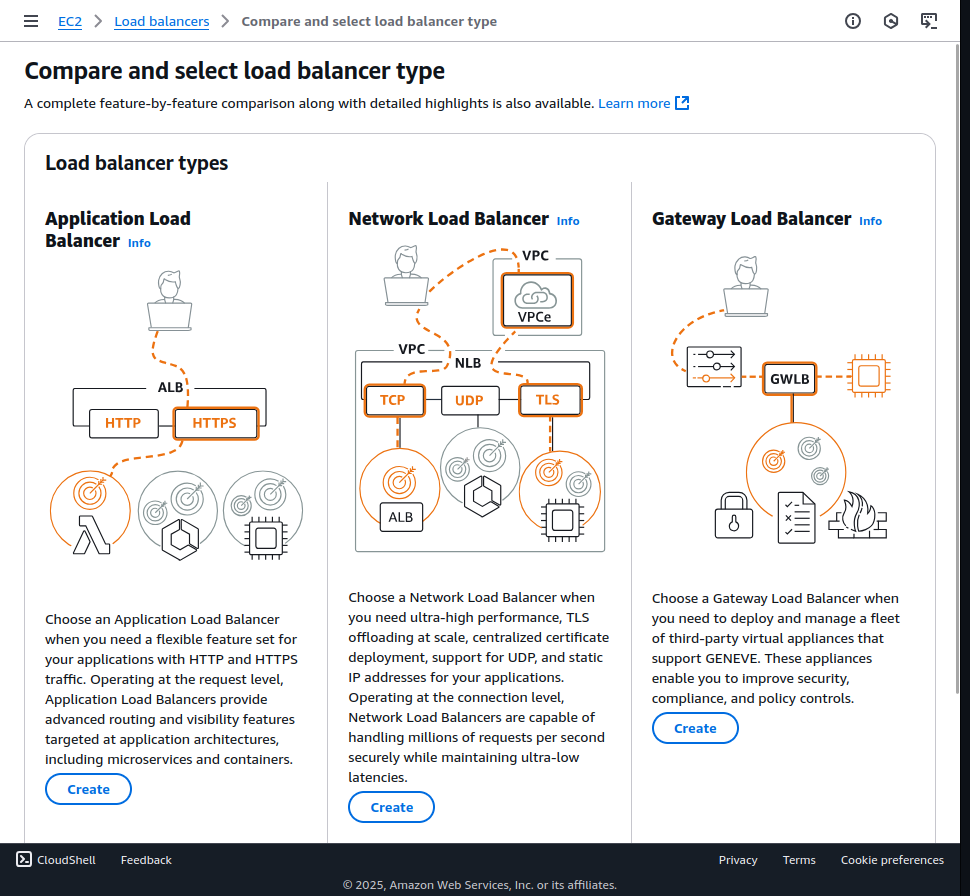 EC2 Load balancers Compare and select load balancer type
Compare and select load balancer type
A complete feature-by-feature comparison along with detailed highlights is also available. Learn more
Load balancer types
Application Load
Balancer Info
ALB
HTTP HTTPS
Choose an Application Load Balancer
when you need a flexible feature set for
your applications with HTTP and HTTPS
traffic. Operating at the request level,
Application Load Balancers provide
advanced routing and visibility features
targeted at application architectures,
including microservices and containers.
Create
Network Load Balancer Info
VPC
VPCe
VPC
NLB
TCP UDP TLS
ALB
Choose a Network Load Balancer when
you need ultra-high performance, TLS
offloading at scale, centralized certificate
deployment, support for UDP, and static
IP addresses for your applications.
Operating at the connection level,
Network Load Balancers are capable of
handling millions of requests per second
securely while maintaining ultra-low
latencies.
Create
Gateway Load Balancer Info
GWLB
Choose a Gateway Load Balancer when
you need to deploy and manage a fleet
of third-party virtual appliances that
support GENEVE. These appliances
enable you to improve security,
compliance, and policy controls.
Create
CloudShell Feedback Privacy Terms Cookie preferences
© 2025, Amazon Web Services, Inc. or its affiliates.